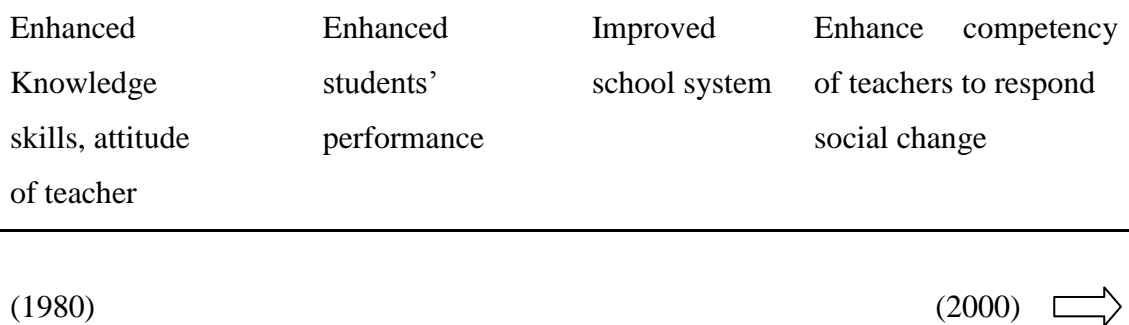 Enhanced
Knowledge
skills, attitude
of teacher
Enhanced
students’
performance
Improved
school system
Enhance competency
of teachers to respond
social change
(1980)
(2000)